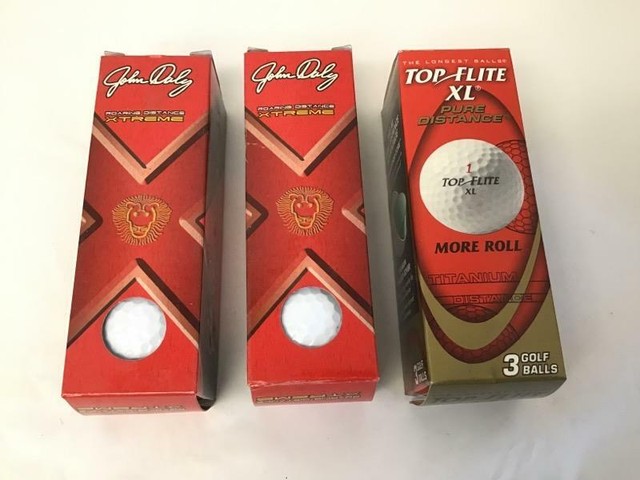 John Daly
ROARING DISTANCE
XTREME
John Daly
ROARING DISTANCE
XTREME
THE LONGEST BALLS®
TOP-FLITE
XL®
PURE
DISTANCE
1
TOP-FLITE
XL
MORE ROLL
TITANIUM
DISTANCE
3 GOLF
BALLS